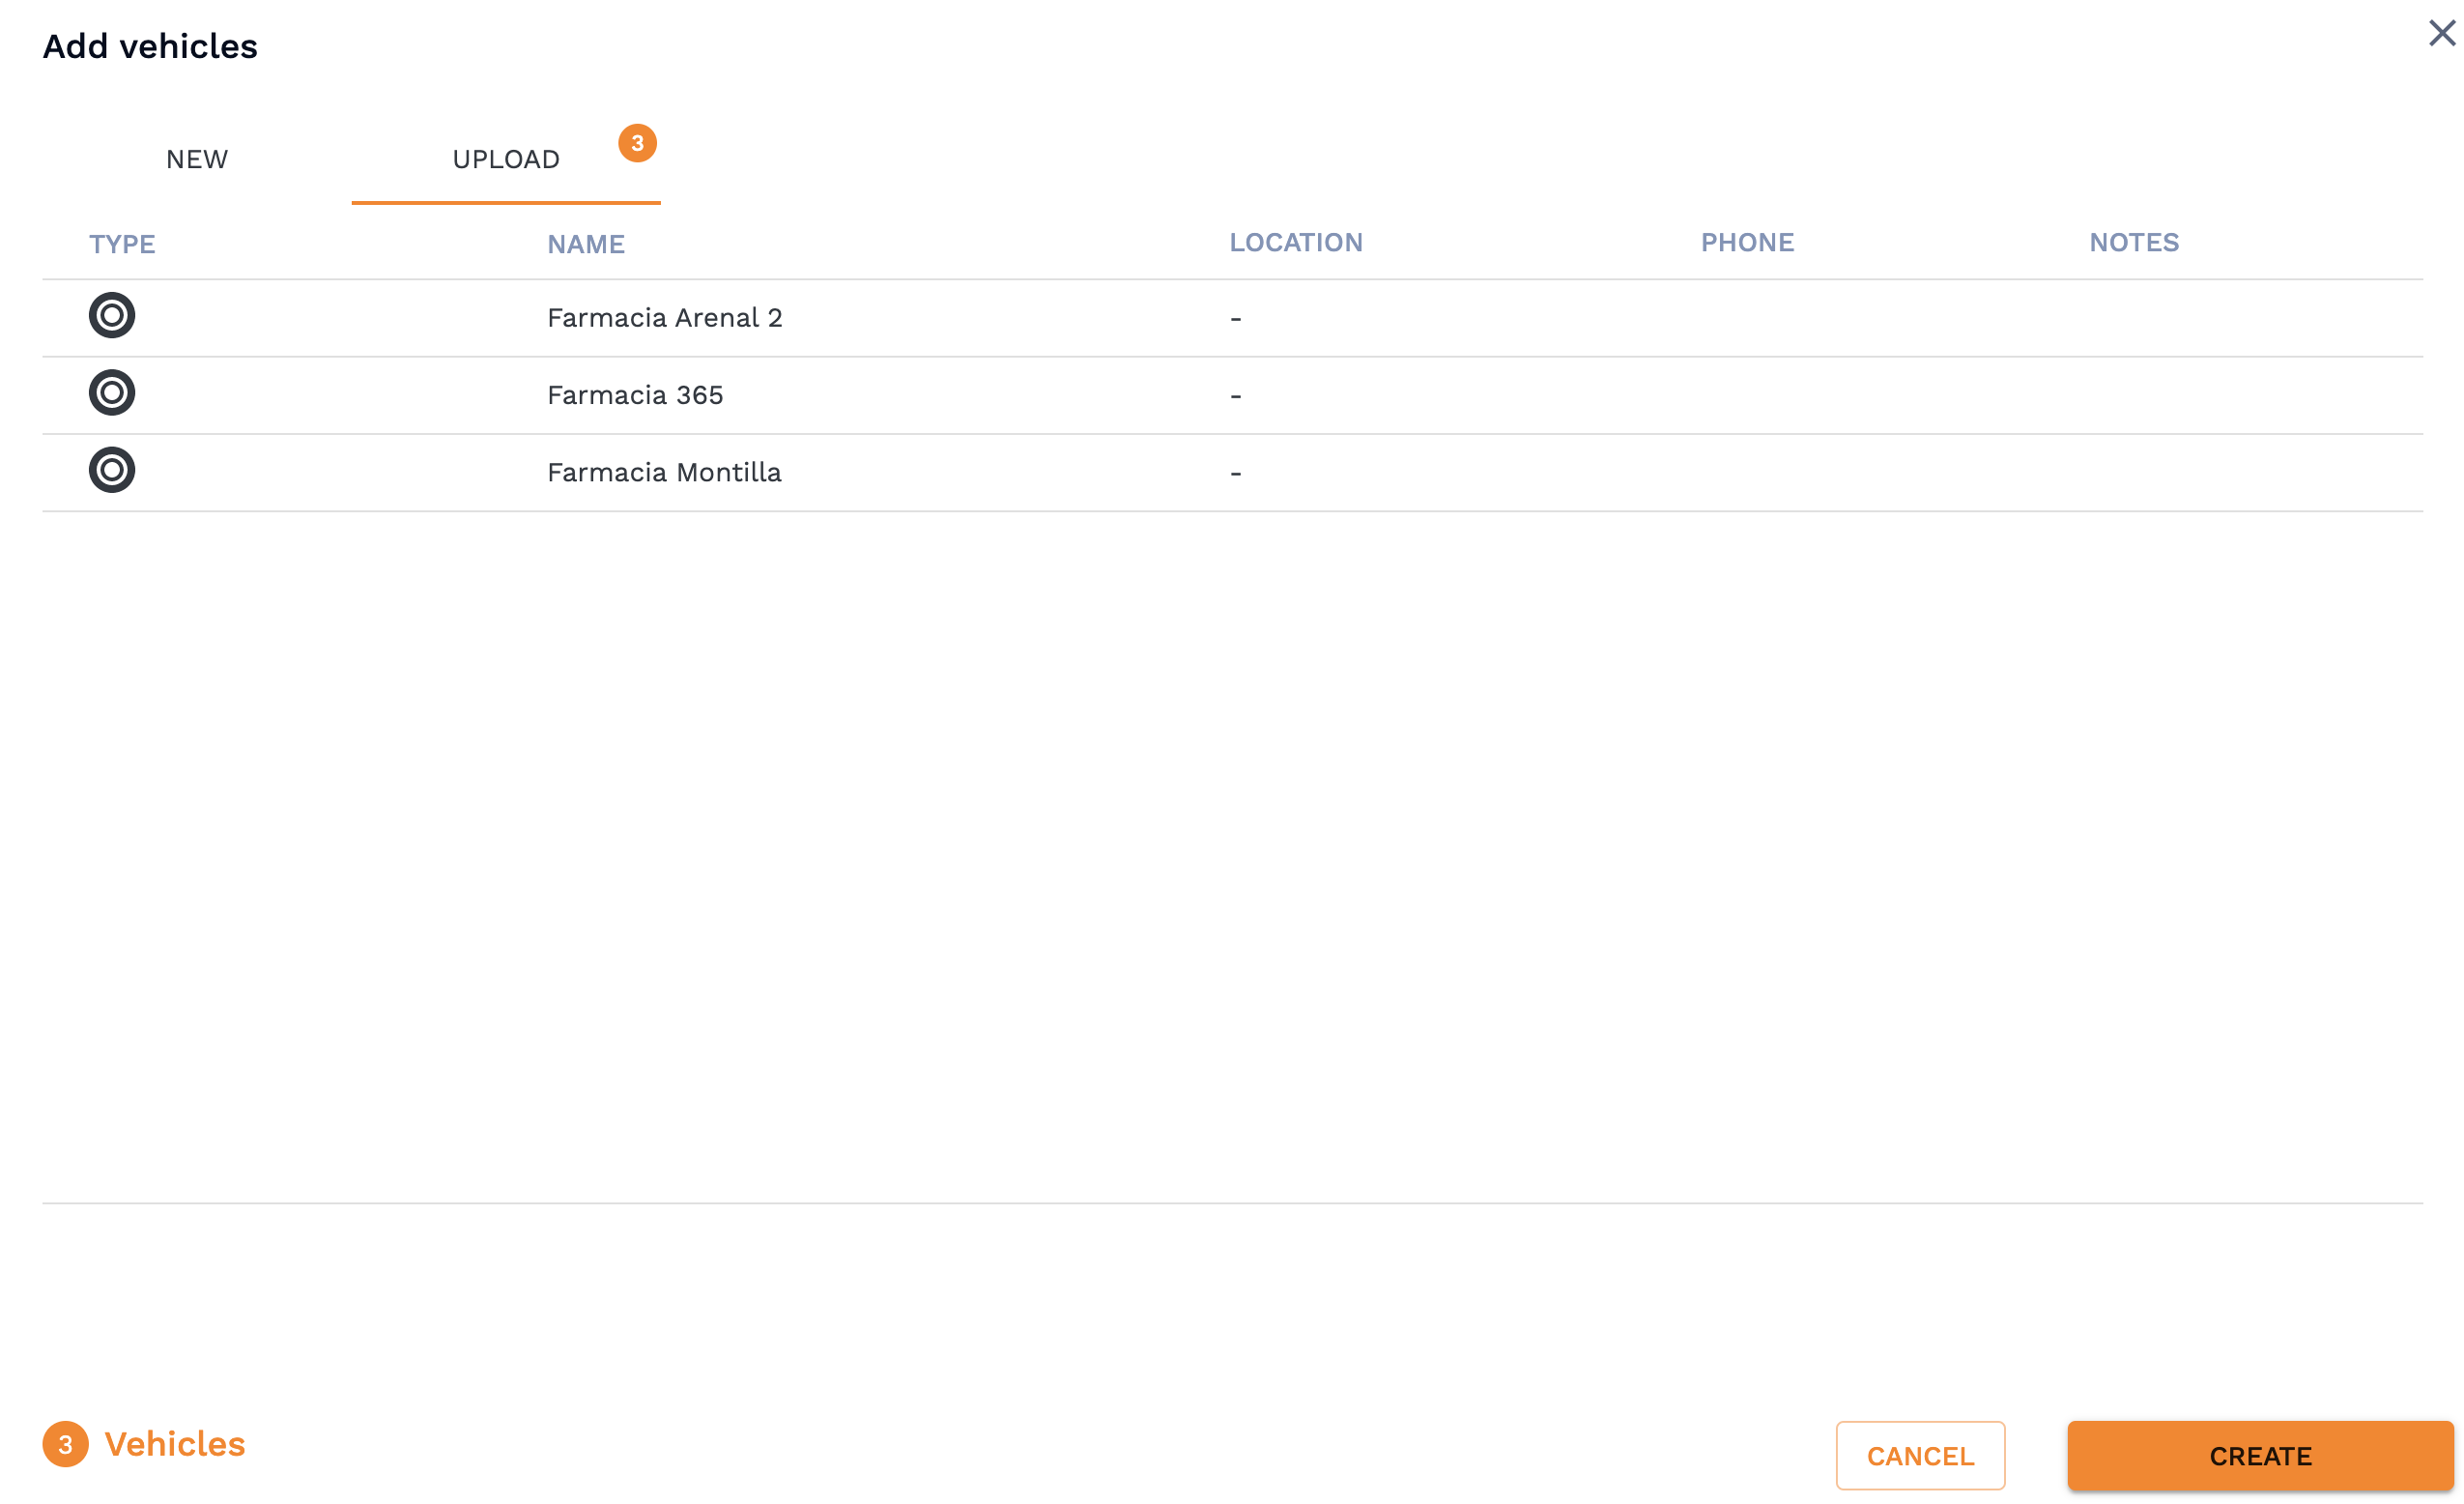 Add vehicles
NEW UPLOAD 3
TYPE NAME LOCATION PHONE NOTES
Farmacia Arenal 2 -
Farmacia 365 -
Farmacia Montilla -
3 Vehicles CANCEL CREATE